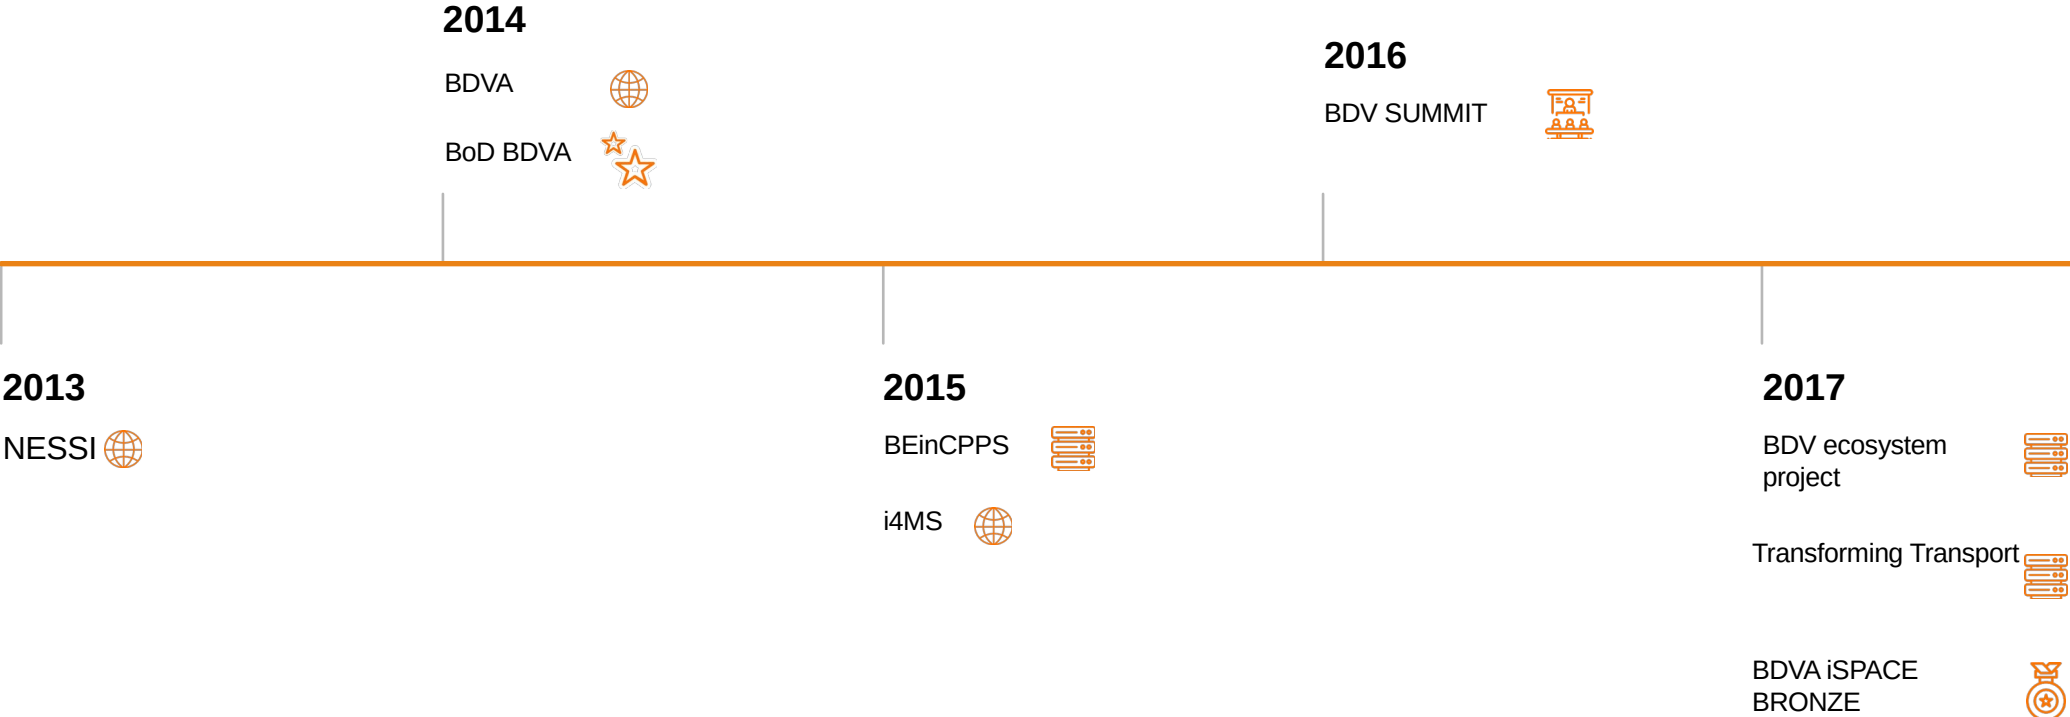 2014
BDVA
BoD BDVA
2016
BDV SUMMIT
2013
NESSI
2015
BEinCPPS
i4MS
2017
BDV ecosystem
project
Transforming Transport
BDVA iSPACE
BRONZE